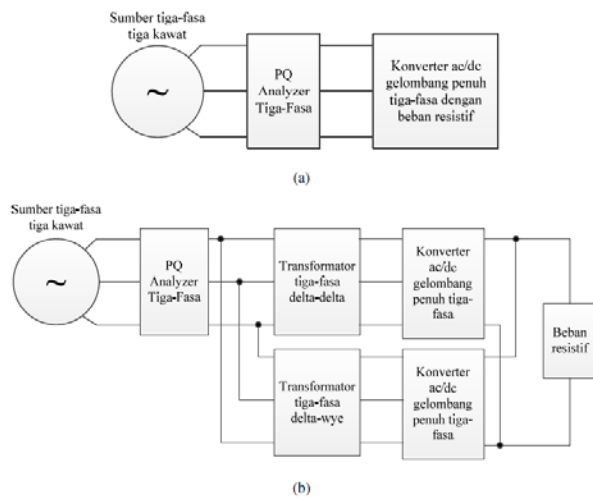 Sumber tiga-fasa
tiga kawat
~
PQ
Analyzer
Tiga-Fasa
Konverter ac/dc
gelombang penuh
tiga-fasa dengan
beban resistif
(a)
Sumber tiga-fasa
tiga kawat
~
PQ
Analyzer
Tiga-Fasa
Transformator
tiga-fasa
delta-delta
Konverter
ac/dc
gelombang
penuh tiga-
fasa
Beban
resistif
Transformator
tiga-fasa
delta-wye
Konverter
ac/dc
gelombang
penuh tiga-
fasa
(b)